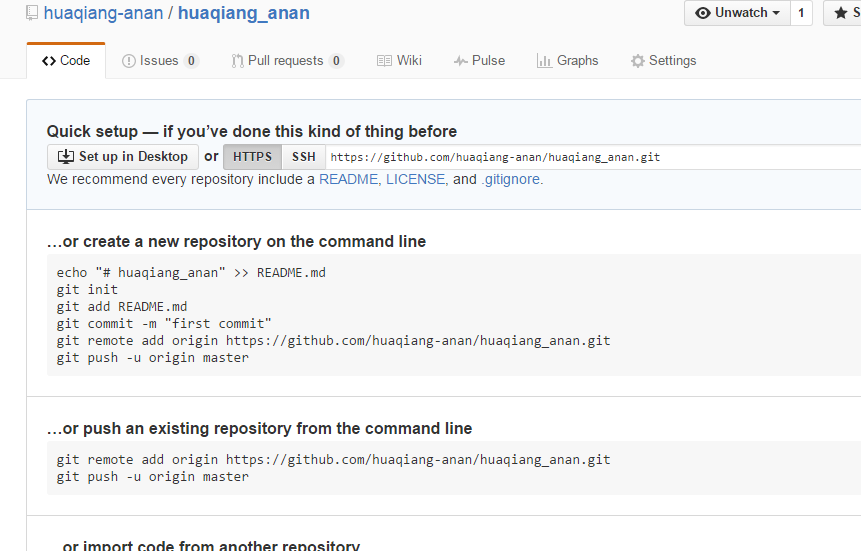 huaqiang-anan / huaqiang_anan
Unwatch 1 S
Code Issues 0 Pull requests 0 Wiki Pulse Graphs Settings
Quick setup — if you’ve done this kind of thing before
Set up in Desktop or HTTPS SSH https://github.com/huaqiang-anan/huaqiang_anan.git
We recommend every repository include a README, LICENSE, and .gitignore.
…or create a new repository on the command line
echo "# huaqiang_anan" >> README.md
git init
git add README.md
git commit -m "first commit"
git remote add origin https://github.com/huaqiang-anan/huaqiang_anan.git
git push -u origin master
…or push an existing repository from the command line
git remote add origin https://github.com/huaqiang-anan/huaqiang_anan.git
git push -u origin master
…or import code from another repository